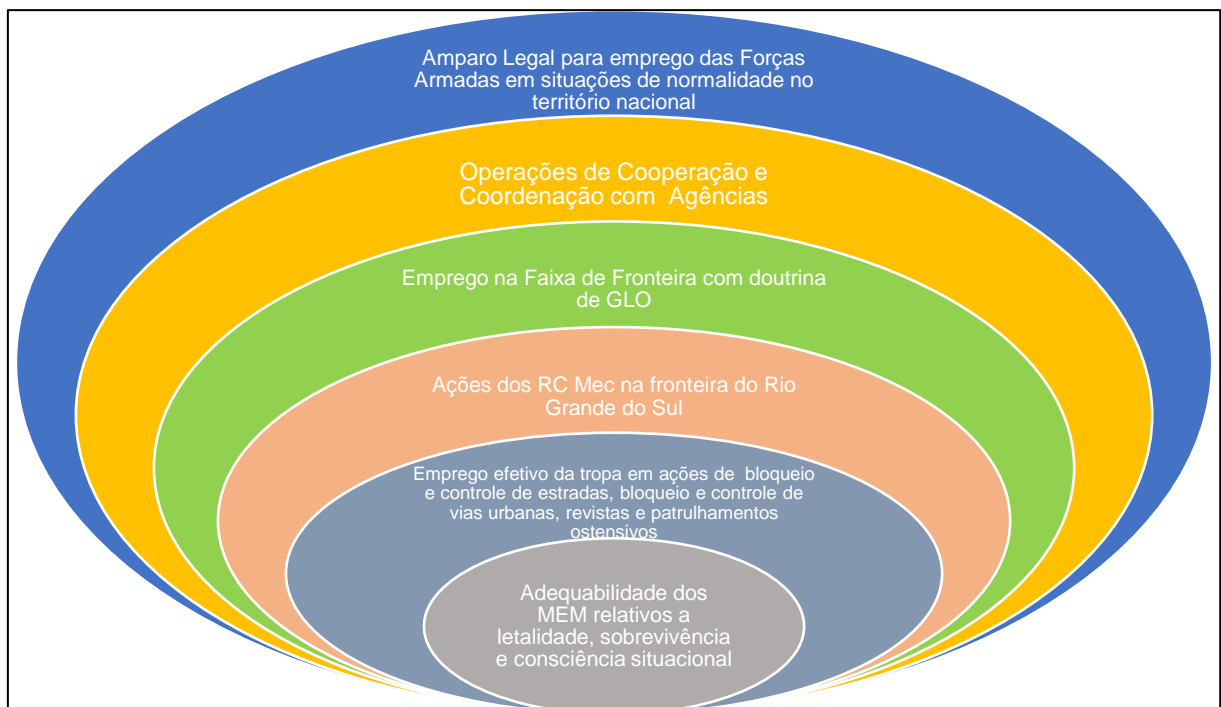 Amparo Legal para emprego das Forças
Armadas em situações de normalidade no
território nacional
Operações de Cooperação e
Coordenação com Agências
Emprego na Faixa de Fronteira com doutrina
de GLO
Ações dos RC Mec na fronteira do Rio
Grande do Sul
Emprego efetivo da tropa em ações de bloqueio
e controle de estradas, bloqueio e controle de
vias urbanas, revistas e patrulhamentos
ostensivos
Adequabilidade dos
MEM relativos a
letalidade, sobrevivência
e consciência situacional